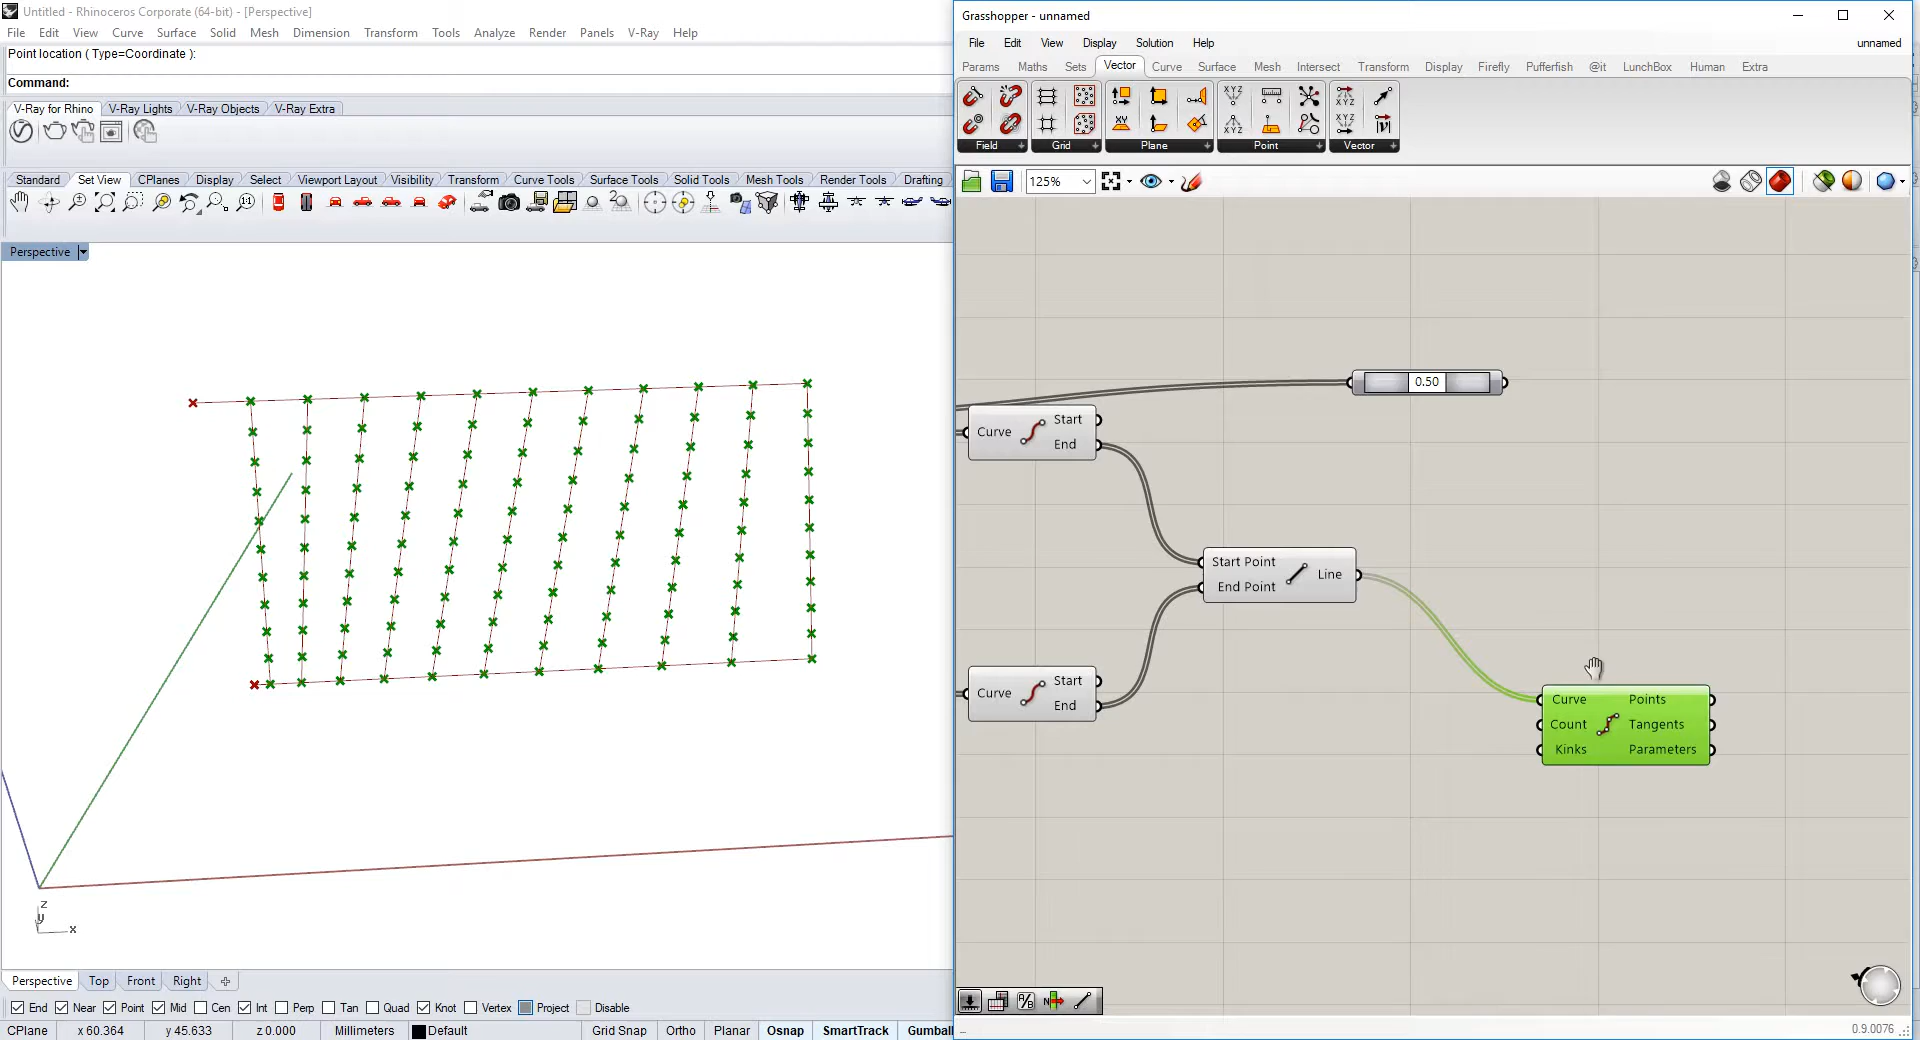 Untitled - Rhinoceros Corporate (64-bit) - [Perspective]
File Edit View Curve Surface Solid Mesh Dimension Transform Tools Analyze Render Panels V-Ray Help
Point location ( Type=Coordinate ):
Command:
V-Ray for Rhino V-Ray Lights V-Ray Objects V-Ray Extra
Standard Set View CPlanes Display Select Viewport Layout Visibility Transform Curve Tools Surface Tools Solid Tools Mesh Tools Render Tools Drafting
Perspective
z
y
x
Perspective Top Front Right
End Near Point Mid Cen Int Perp Tan Quad Knot Vertex Project Disable
CPlane x 60.364 y 45.633 z 0.000 Millimeters Default Grid Snap Ortho Planar Osnap SmartTrack Gumball
Grasshopper - unnamed
File Edit View Display Solution Help unnamed
Params Maths Sets Vector Curve Surface Mesh Intersect Transform Display Firefly Pufferfish @it LunchBox Human Extra
XY XYZ XYZ XYZ XYZ
Field Grid Plane Point Vector
125%
0.50
Curve Start
End
Start Point Line
End Point
Curve Start
End
Curve Points
Count Tangents
Kinks Parameters
0.9.0076